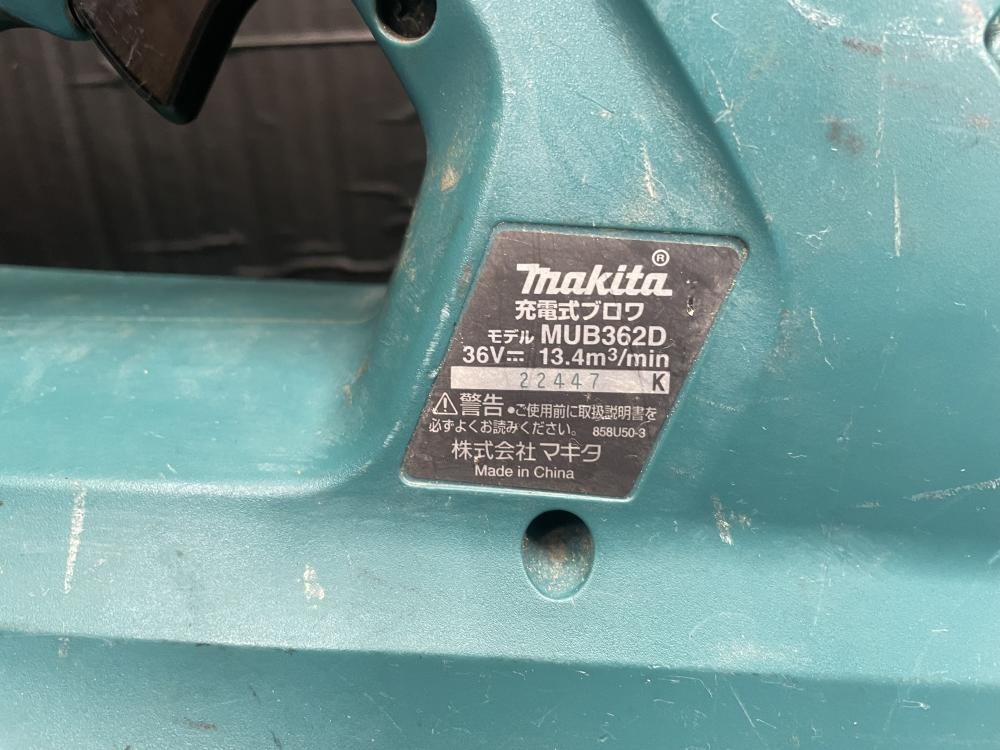 makita®
充電式ブロワ
モデル MUB362D
36V⎓ 13.4m³/min
22447 K
⚠警告 •ご使用前に取扱説明書を
必ずよくお読みください。 858U50-3
株式会社 マキタ
Made in China